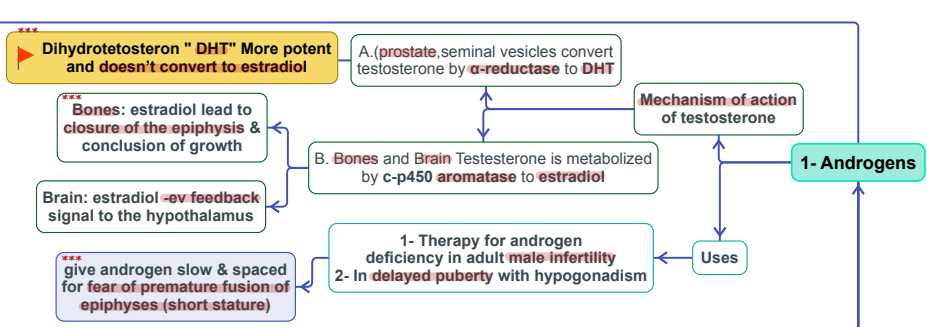 ***
Dihydrotetosteron " DHT" More potent
and doesn't convert to estradiol
A.(prostate,seminal vesicles convert
testosterone by α-reductase to DHT
***
Bones: estradiol lead to
closure of the epiphysis &
conclusion of growth
Mechanism of action
of testosterone
B. Bones and Brain Testesterone is metabolized
by c-p450 aromatase to estradiol
1- Androgens
Brain: estradiol -ev feedback
signal to the hypothalamus
1- Therapy for androgen
deficiency in adult male infertility
2- In delayed puberty with hypogonadism
Uses
***
give androgen slow & spaced
for fear of premature fusion of
epiphyses (short stature)